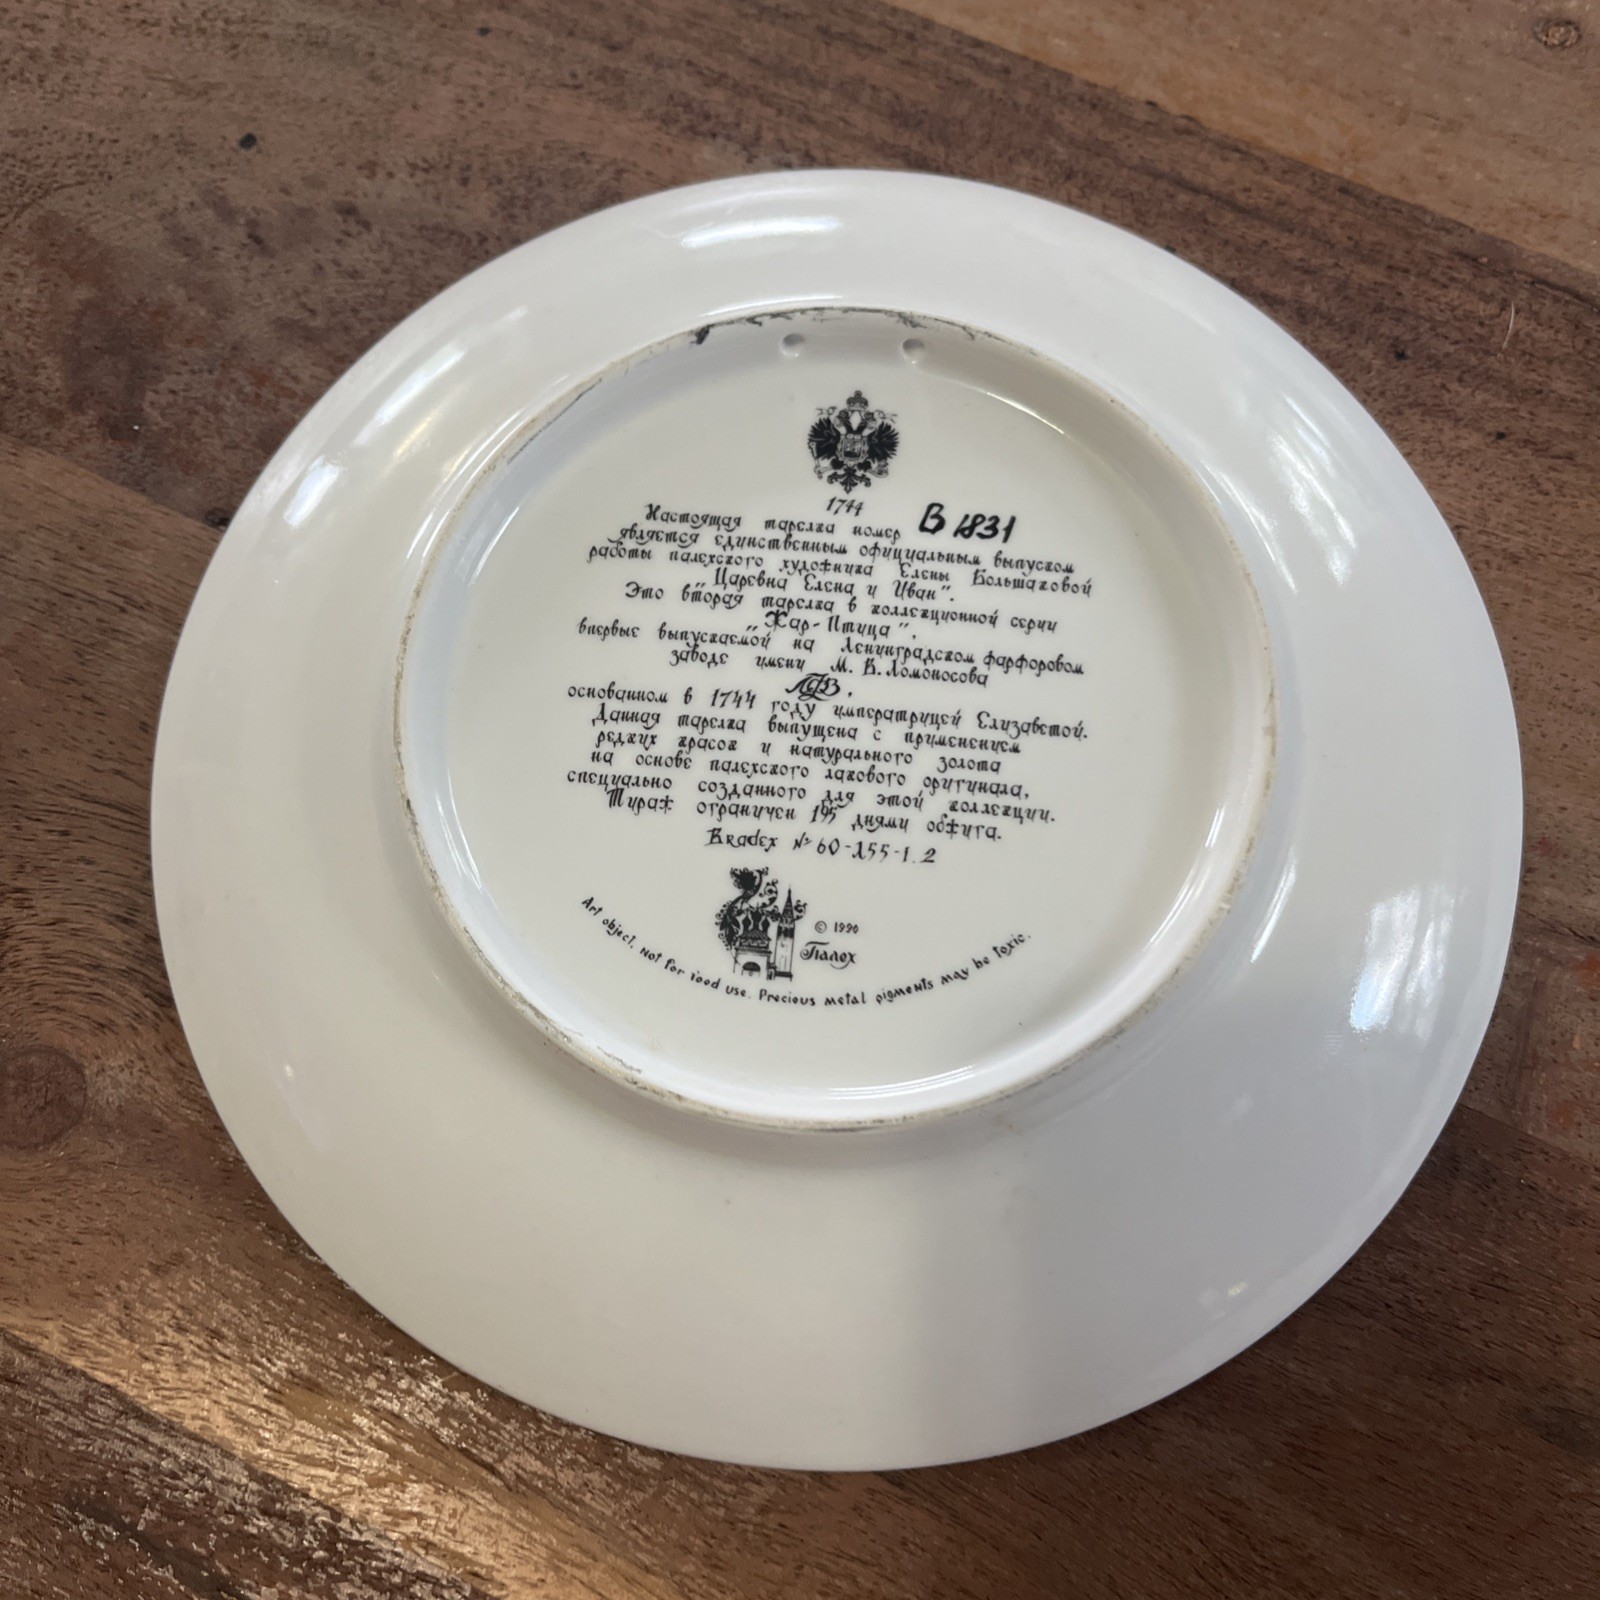 1744
Настоящая тарелка номер В 1831
является единственным официальным выпуском
работы палехского художника Елены Большаковой
"Царевна Елена и Иван".
Это вторая тарелка в коллекционной серии
"Жар-Птица",
впервые выпускаемой на Ленинградском фарфоровом
заводе имени М. В. Ломоносова
ЛФЗ,
основанном в 1744 году императрицей Елизаветой.
Данная тарелка выпущена с применением
редких красок и натурального золота
на основе палехского лакового оригинала,
специально созданного для этой коллекции.
Тираж ограничен 195 днями обжига.
Bradex № 60-155-1.2
© 1990
Палех
Art object. Not for food use. Precious metal pigments may be toxic.